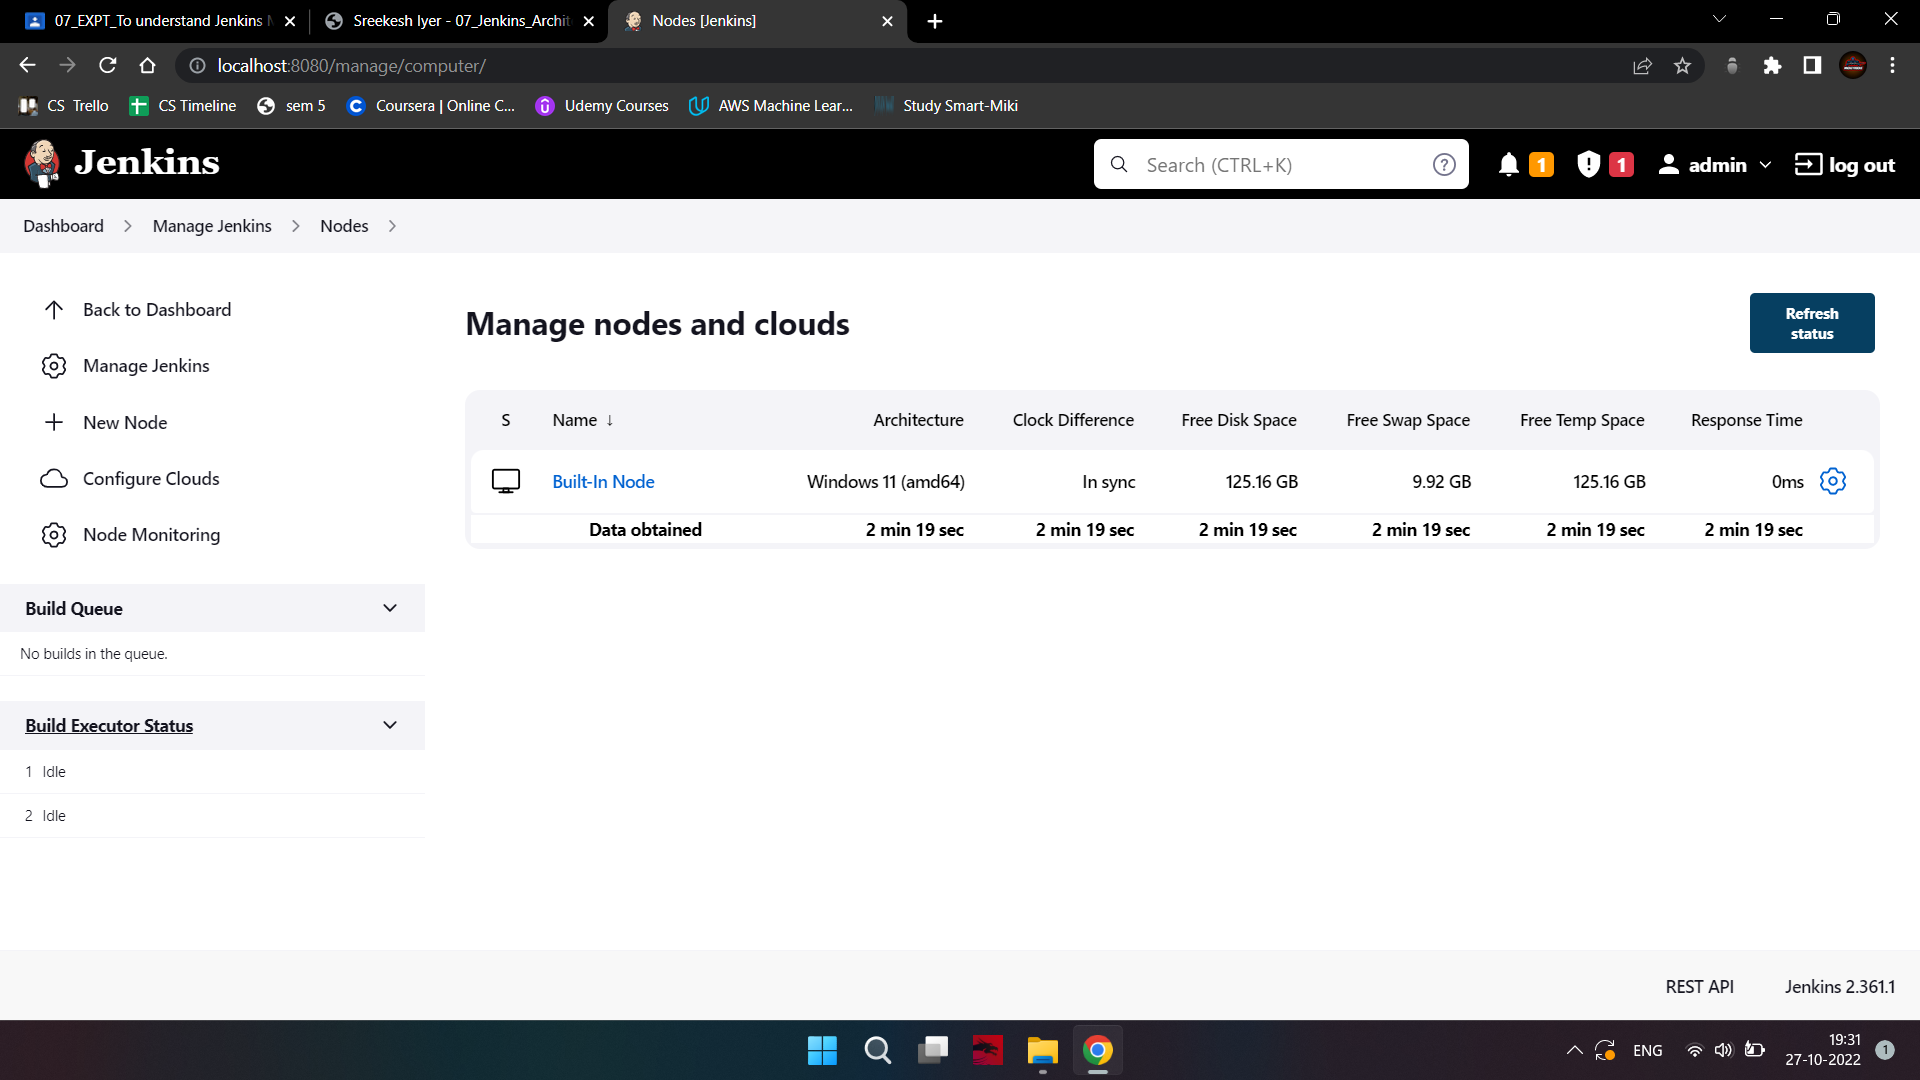 07_EXPT_To understand Jenkins
Sreekesh Iyer - 07_Jenkins_Archit
Nodes [Jenkins]
localhost:8080/manage/computer/
CS Trello
CS Timeline
sem 5
Coursera | Online C...
Udemy Courses
AWS Machine Lear...
Study Smart-Miki
Jenkins
Search (CTRL+K)
1
1
admin
log out
Dashboard
Manage Jenkins
Nodes
Back to Dashboard
Manage Jenkins
New Node
Configure Clouds
Node Monitoring
Build Queue
No builds in the queue.
Build Executor Status
1 Idle
2 Idle
Manage nodes and clouds
Refresh
status
S Name ↓ Architecture Clock Difference Free Disk Space Free Swap Space Free Temp Space Response Time
Built-In Node Windows 11 (amd64) In sync 125.16 GB 9.92 GB 125.16 GB 0ms
Data obtained 2 min 19 sec 2 min 19 sec 2 min 19 sec 2 min 19 sec 2 min 19 sec 2 min 19 sec
REST API
Jenkins 2.361.1
ENG
19:31
27-10-2022
1